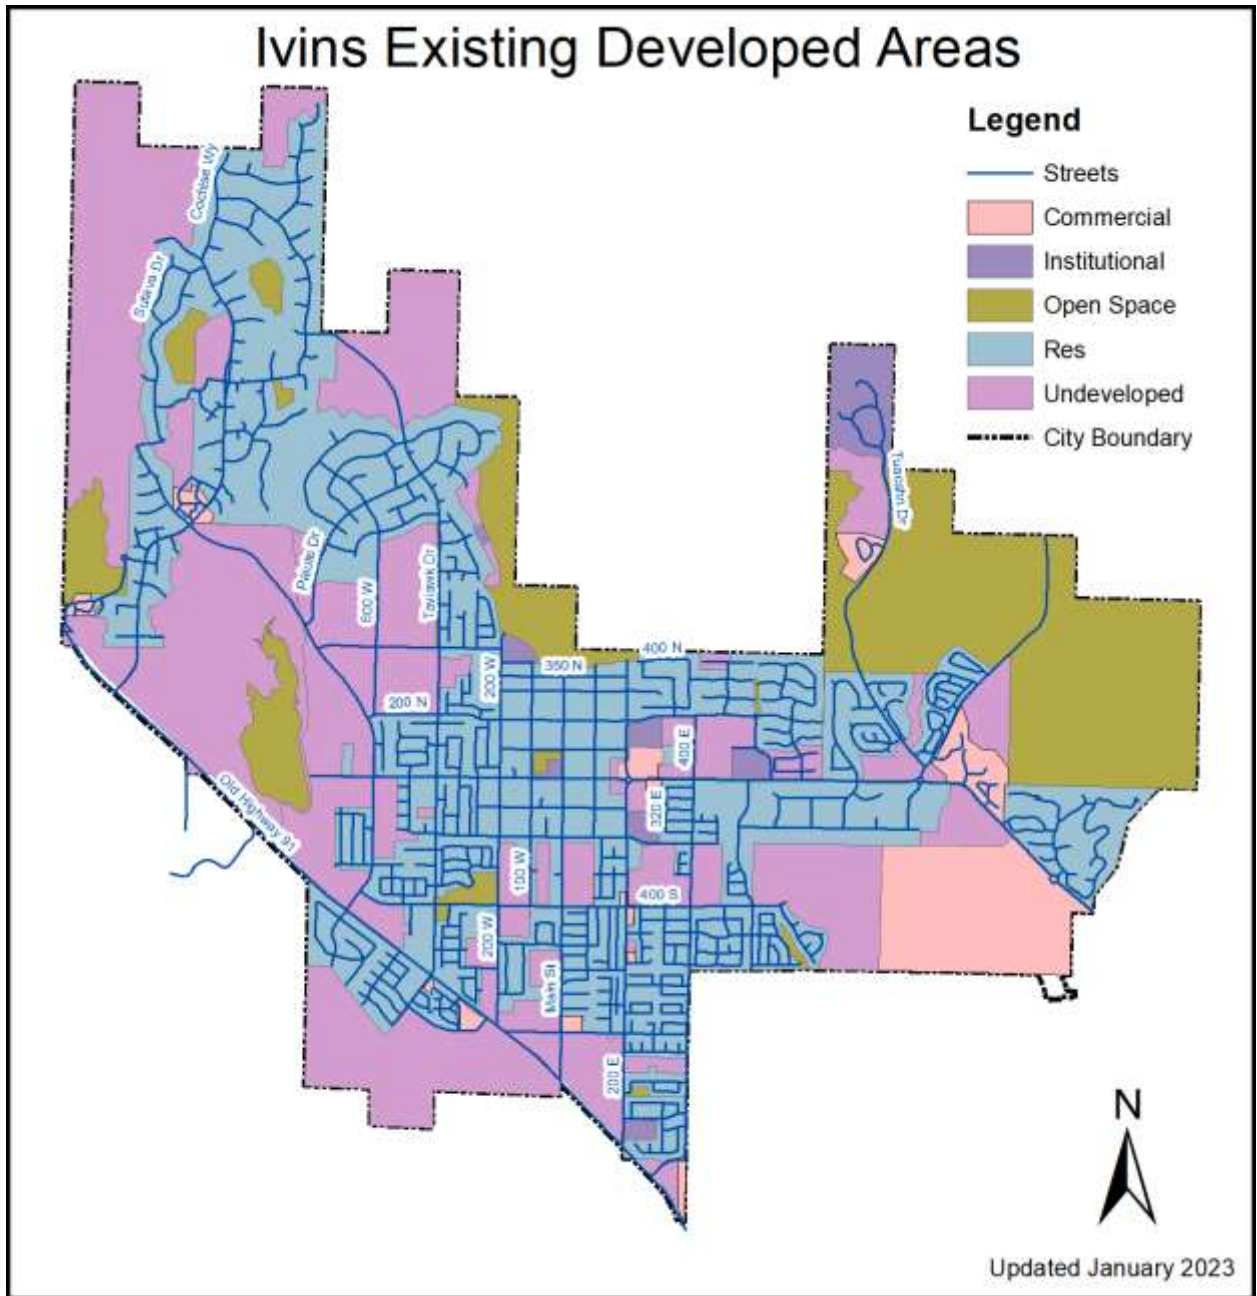 Ivins Existing Developed Areas
Legend
Streets
Commercial
Institutional
Open Space
Res
Undeveloped
City Boundary
Cochise Wy
Dr
Tuacahn Dr
Piaute Dr
600 W
Taviawk Dr
400 N
350 N
200 W
200 N
400 E
320 E
Old Highway 91
100 W
400 S
200 W
Main St
200 E
N
Updated January 2023